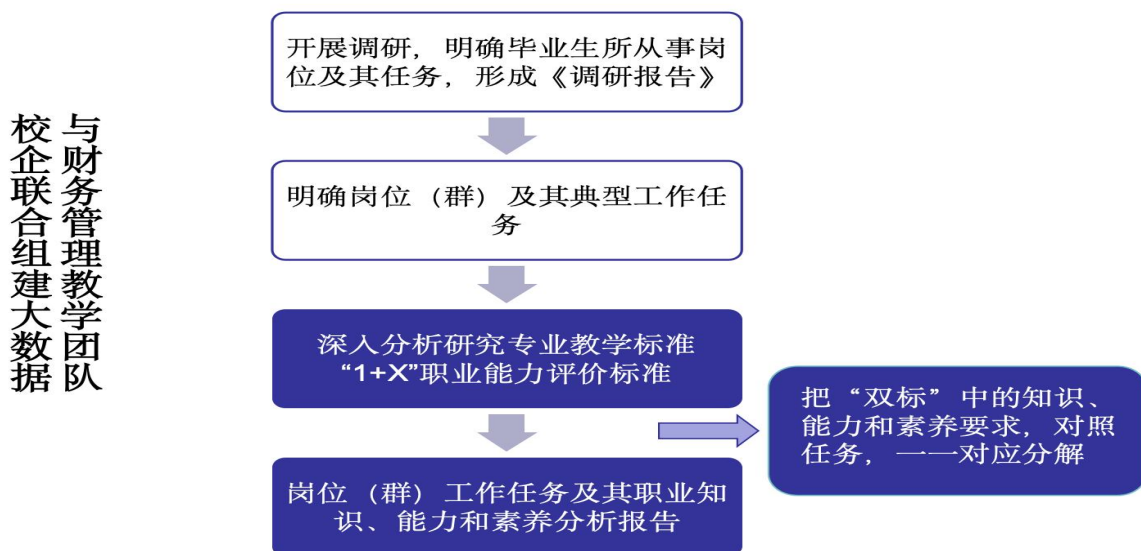 校企联合组建大数据
与财务管理教学团队
开展调研，明确毕业生所从事岗
位及其任务，形成《调研报告》
明确岗位（群）及其典型工作任
务
深入分析研究专业教学标准
“1+X”职业能力评价标准
把“双标”中的知识、
能力和素养要求，对照
任务，一一对应分解
岗位（群）工作任务及其职业知
识、能力和素养分析报告